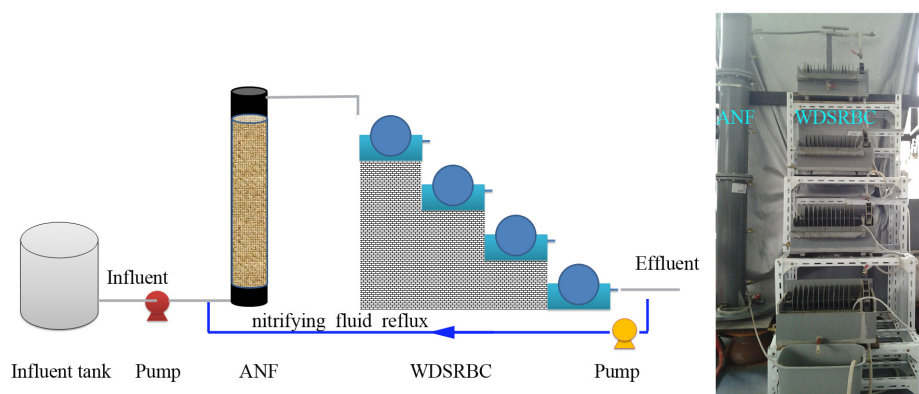 Influent
Effluent
nitrifying fluid reflux
Influent tank
Pump
ANF
WDSRBC
Pump
ANF
WDSRBC